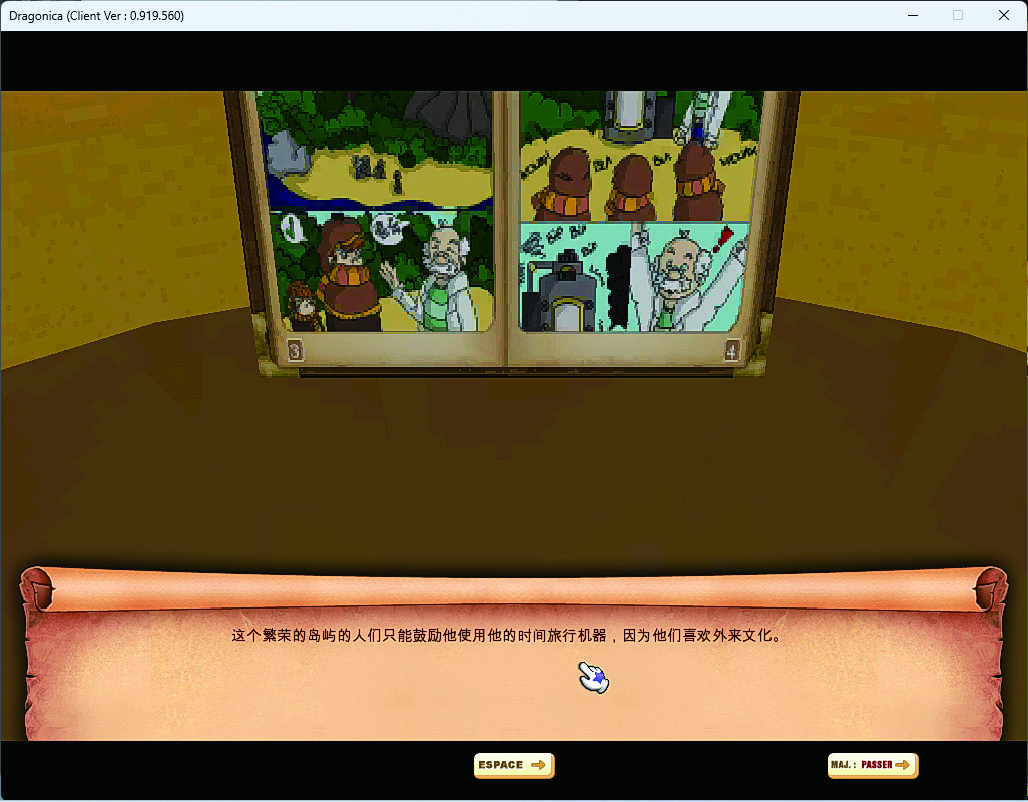 Dragonica (Client Ver : 0.919.560)
BLA
BLA
3
4
这个繁荣的岛屿的人们只能鼓励他使用他的时间旅行机器，因为他们喜欢外来文化。
ESPACE
MAJ.: PASSER